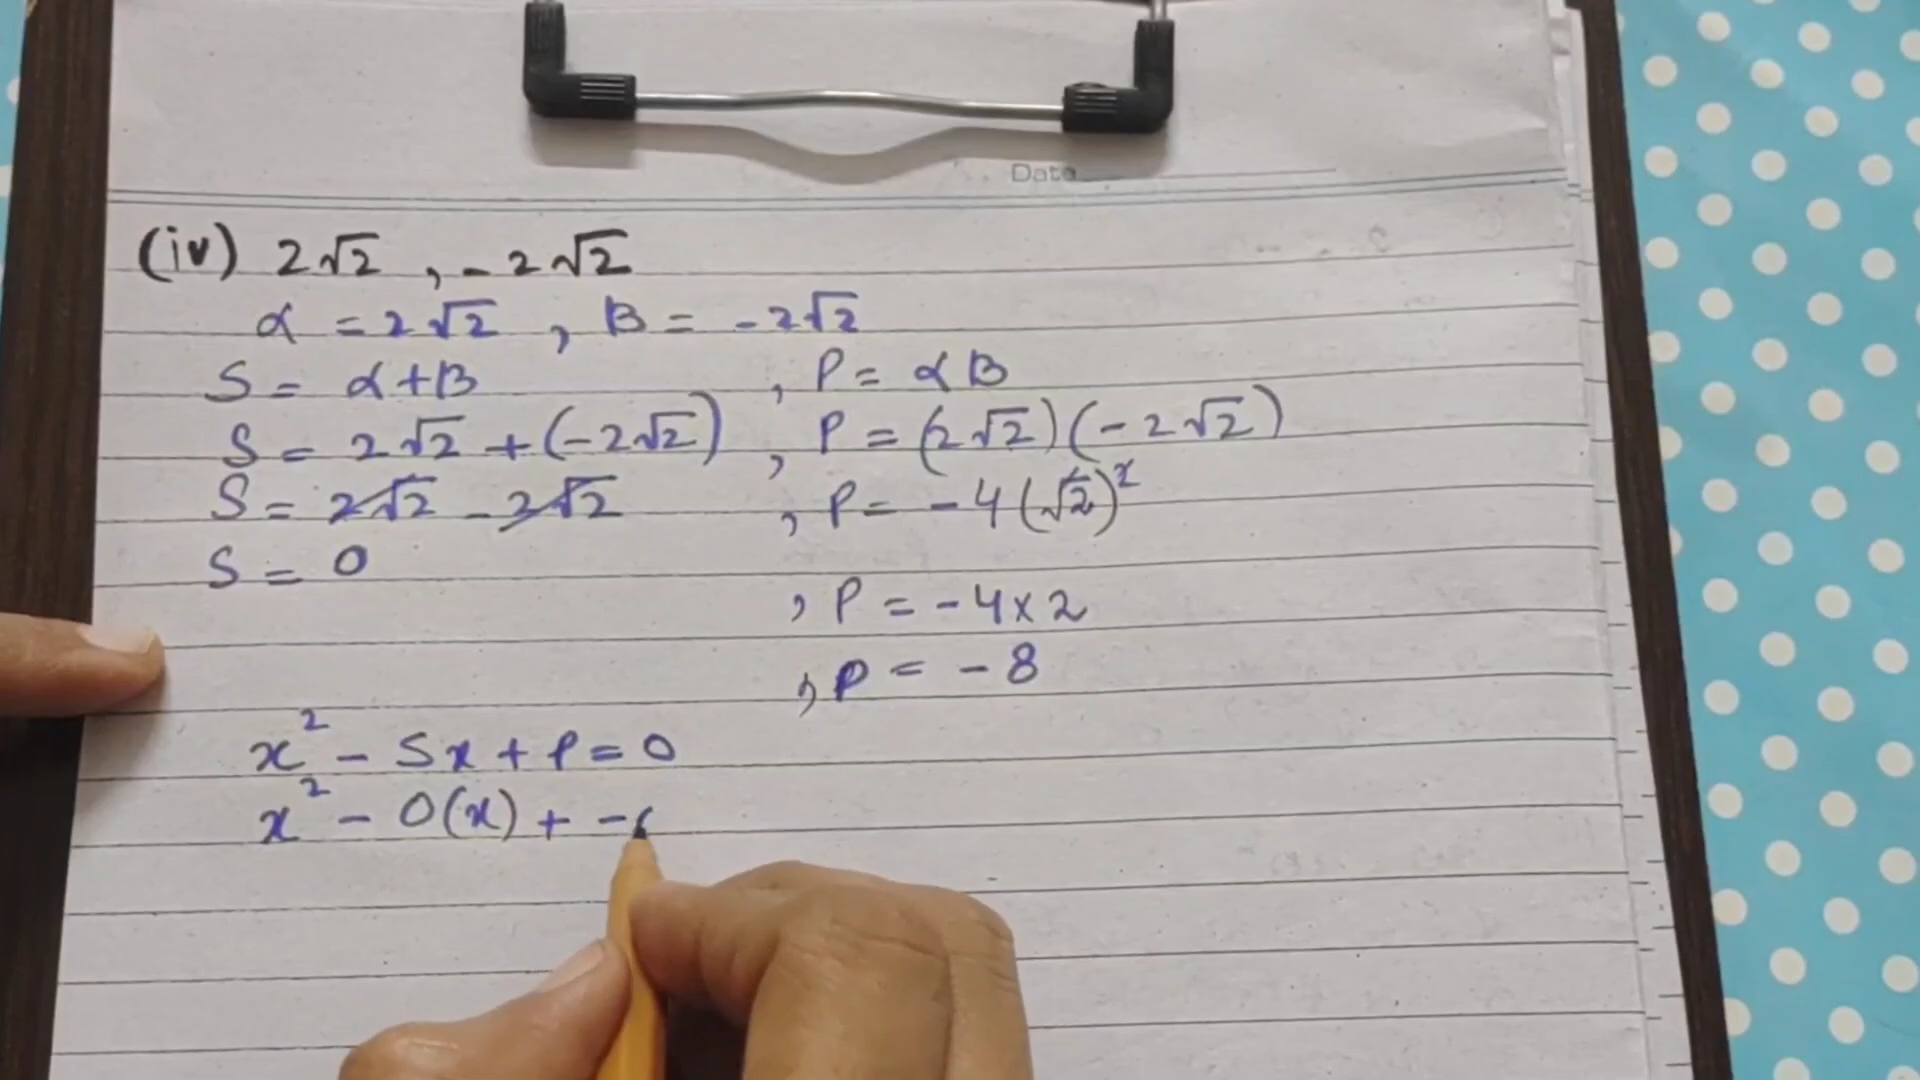 Date
(iv) 2√2 , -2√2
α = 2√2 , B = -2√2
S = α+B , P = αB
S = 2√2 + (-2√2) , P = (2√2)(-2√2)
S = 2√2 - 2√2 , P = -4(√2)²
S = 0
, P = -4×2
, P = -8
x² - Sx + P = 0
x² - 0(x) + -